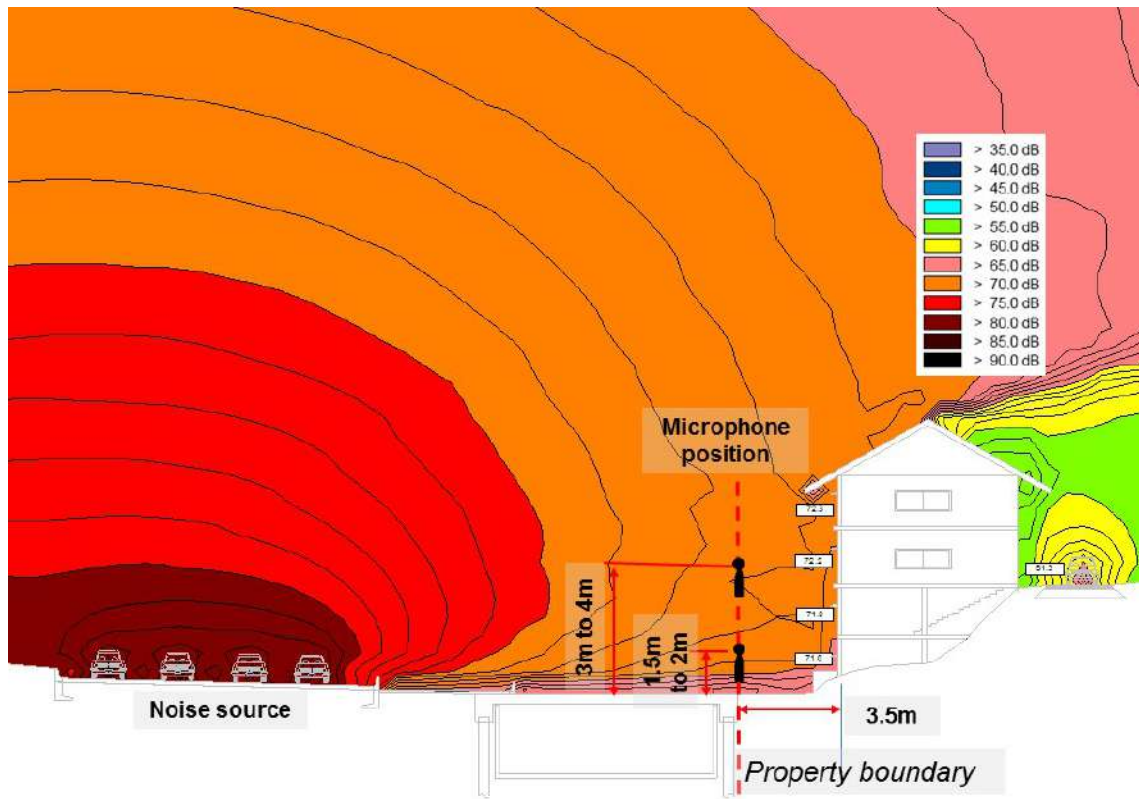 > 35.0 dB
> 40.0 dB
> 45.0 dB
> 50.0 dB
> 55.0 dB
> 60.0 dB
> 65.0 dB
> 70.0 dB
> 75.0 dB
> 80.0 dB
> 85.0 dB
> 90.0 dB
Microphone
position
3m to 4m
1.5m
to 2m
Noise source
3.5m
Property boundary